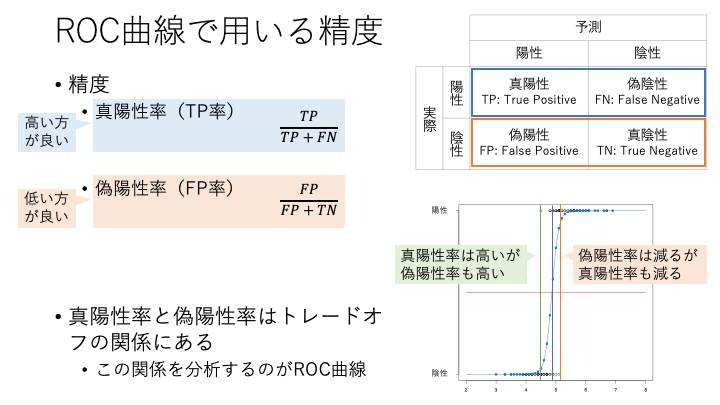 ROC曲線で用いる精度
• 精度
• 真陽性率（TP率）
TP
TP + FN
高い方
が良い
• 偽陽性率（FP率）
FP
FP + TN
低い方
が良い
• 真陽性率と偽陽性率はトレードオ
フの関係にある
• この関係を分析するのがROC曲線
予測
陽性 陰性
実際
陽性
真陽性
TP: True Positive
偽陰性
FN: False Negative
陰性
偽陽性
FP: False Positive
真陰性
TN: True Negative
陽性
真陽性率は高いが
偽陽性率も高い
偽陽性率は減るが
真陽性率も減る
陰性
2 3 4 5 6 7 8